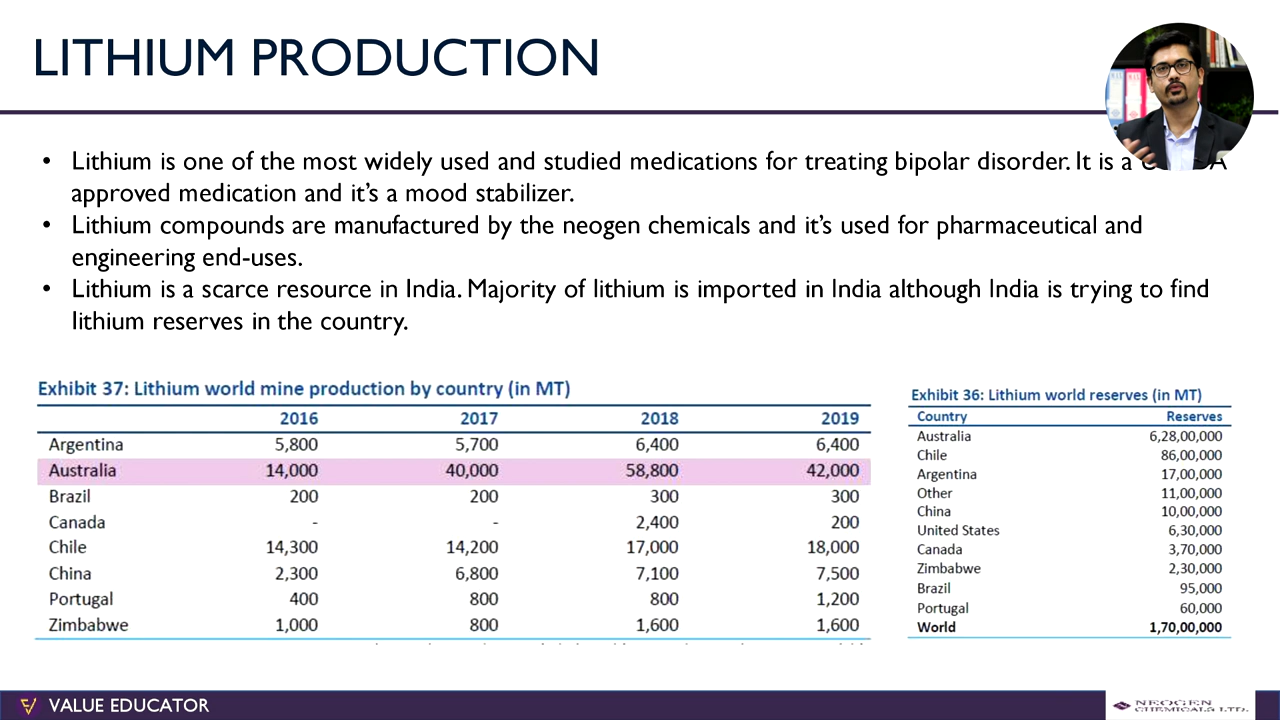 LITHIUM PRODUCTION
• Lithium is one of the most widely used and studied medications for treating bipolar disorder. It is a
approved medication and it’s a mood stabilizer.
• Lithium compounds are manufactured by the neogen chemicals and it’s used for pharmaceutical and
engineering end-uses.
• Lithium is a scarce resource in India. Majority of lithium is imported in India although India is trying to find
lithium reserves in the country.
Exhibit 37: Lithium world mine production by country (in MT)
2016 2017 2018 2019
Argentina 5,800 5,700 6,400 6,400
Australia 14,000 40,000 58,800 42,000
Brazil 200 200 300 300
Canada - - 2,400 200
Chile 14,300 14,200 17,000 18,000
China 2,300 6,800 7,100 7,500
Portugal 400 800 800 1,200
Zimbabwe 1,000 800 1,600 1,600
Exhibit 36: Lithium world reserves (in MT)
Country Reserves
Australia 6,28,00,000
Chile 86,00,000
Argentina 17,00,000
Other 11,00,000
China 10,00,000
United States 6,30,000
Canada 3,70,000
Zimbabwe 2,30,000
Brazil 95,000
Portugal 60,000
World 1,70,00,000
VALUE EDUCATOR
NEOGEN
CHEMICALS LTD.